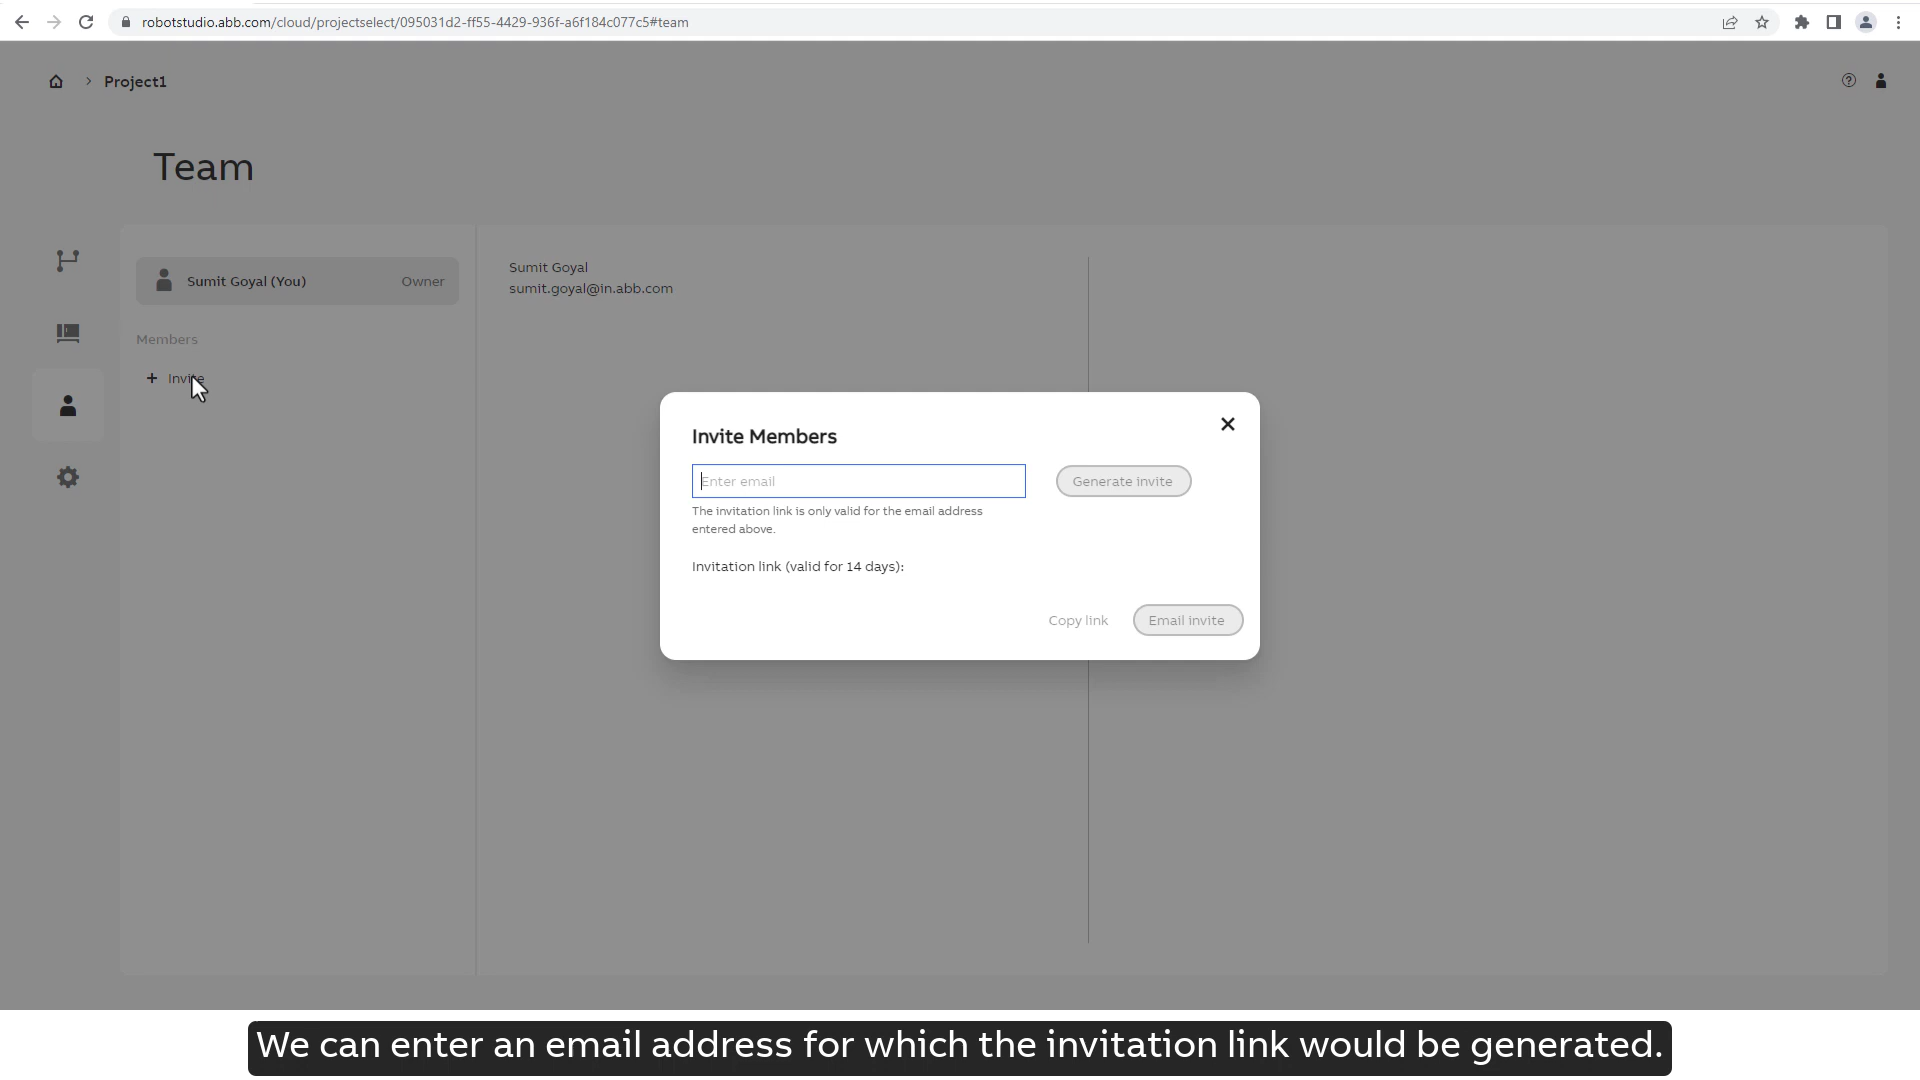 robotstudio.abb.com/cloud/projectselect/095031d2-ff55-4429-936f-a6f184c077c5#team
Project1
Team
Sumit Goyal (You) Owner
Members
+ Invite
Sumit Goyal
sumit.goyal@in.abb.com
Invite Members
Enter email
Generate invite
The invitation link is only valid for the email address
entered above.
Invitation link (valid for 14 days):
Copy link
Email invite
We can enter an email address for which the invitation link would be generated.